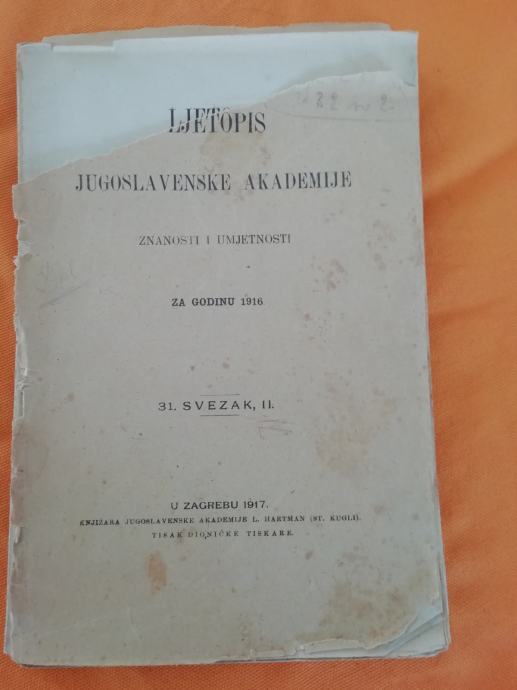 LJETOPIS
JUGOSLAVENSKE AKADEMIJE
ZNANOSTI I UMJETNOSTI
ZA GODINU 1916
31. SVEZAK, II.
U ZAGREBU 1917.
KNJIŽARA JUGOSLAVENSKE AKADEMIJE L. HARTMAN (ST. KUGLI).
TISAK DIONIČKE TISKARE.